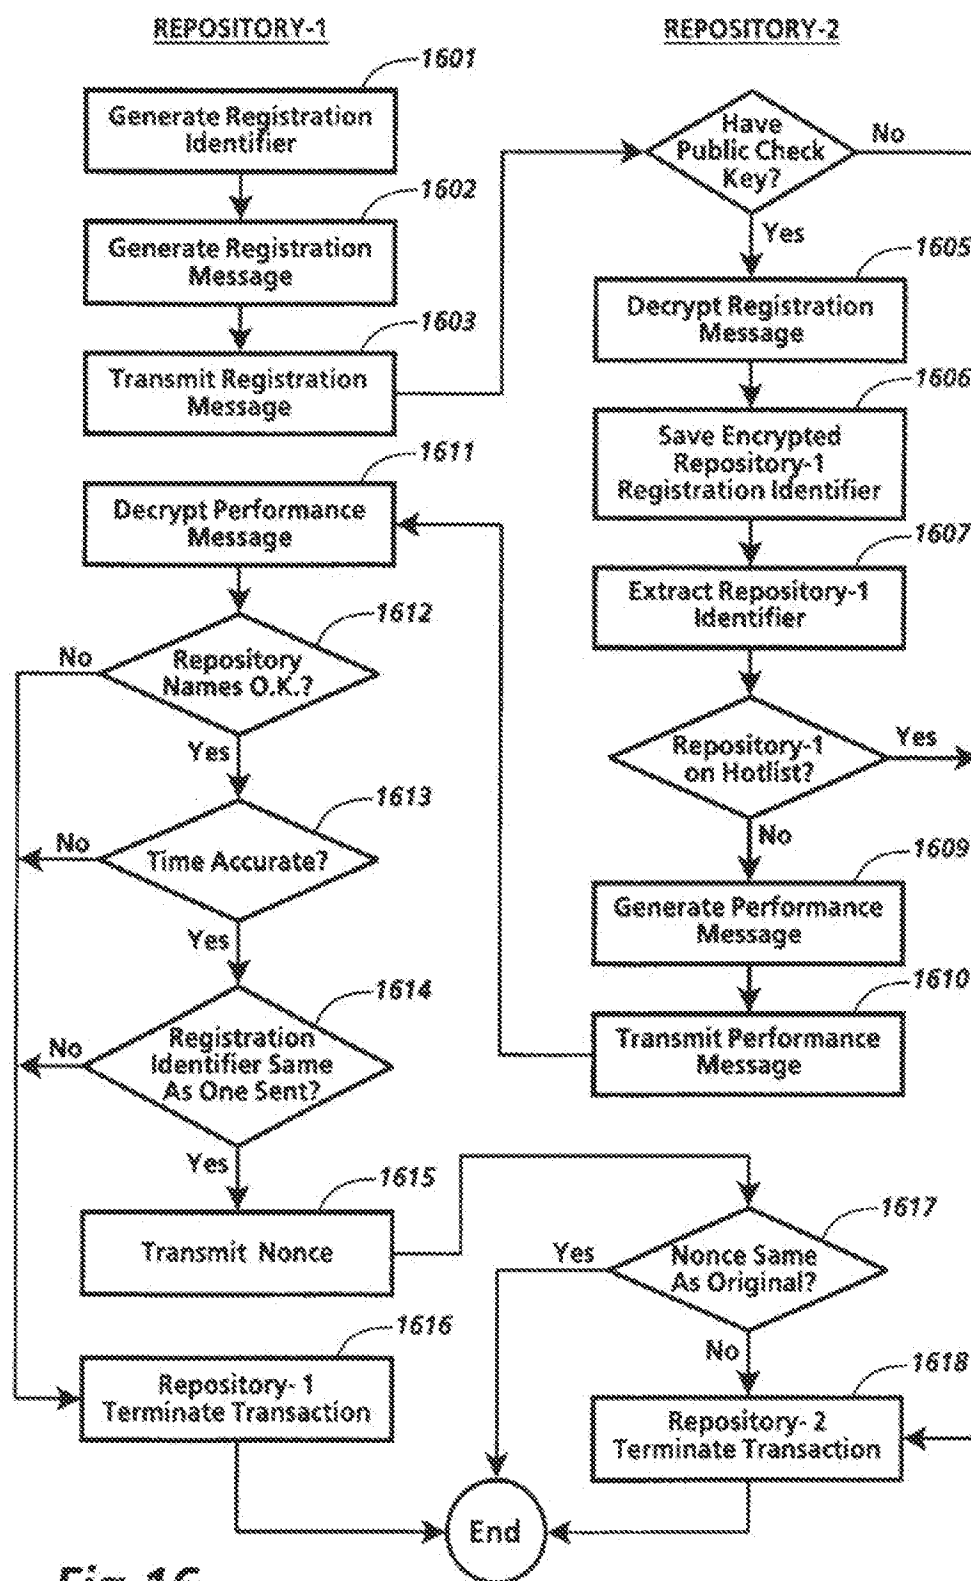 REPOSITORY-1
1601
Generate Registration
Identifier
1602
Generate Registration
Message
1603
Transmit Registration
Message
1611
Decrypt Performance
Message
1612
No
Repository
Names O.K.?
Yes
1613
No
Time Accurate?
Yes
1614
No
Registration
Identifier Same
As One Sent?
Yes
1615
Transmit Nonce
1616
Repository- 1
Terminate Transaction
REPOSITORY-2
Have
Public Check
Key?
No
Yes
1605
Decrypt Registration
Message
1606
Save Encrypted
Repository-1
Registration Identifier
1607
Extract Repository-1
Identifier
Repository-1
on Hotlist?
Yes
No
1609
Generate Performance
Message
1610
Transmit Performance
Message
1617
Yes
Nonce Same
As Original?
No
1618
Repository- 2
Terminate Transaction
End
Fig.16